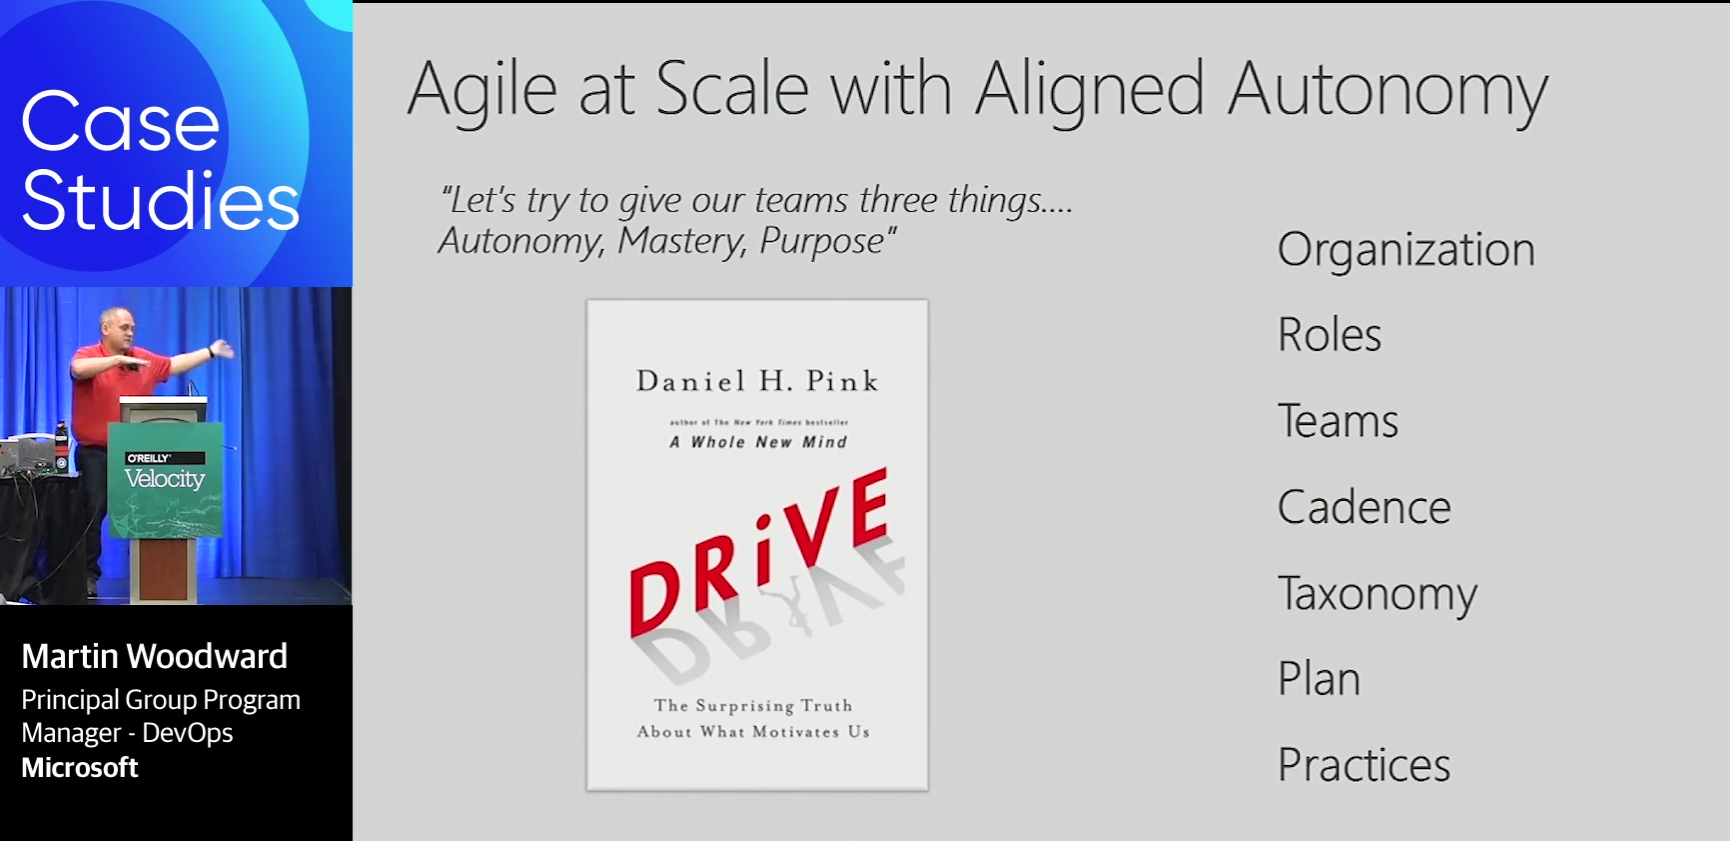 Case
Studies
O'REILLY®
Velocity
Martin Woodward
Principal Group Program
Manager - DevOps
Microsoft
Agile at Scale with Aligned Autonomy
"Let's try to give our teams three things....
Autonomy, Mastery, Purpose"
Daniel H. Pink
author of The New York Times bestseller
A Whole New Mind
DRiVE
The Surprising Truth
About What Motivates Us
Organization
Roles
Teams
Cadence
Taxonomy
Plan
Practices